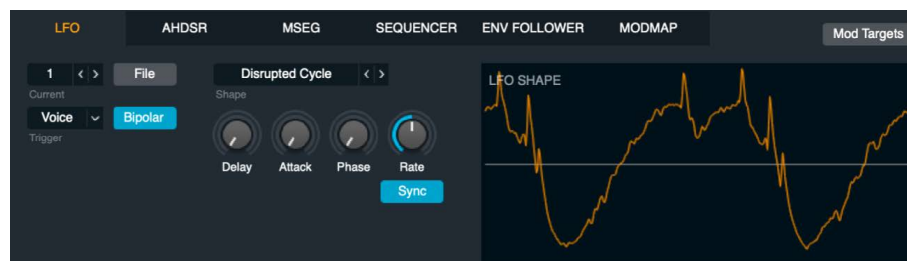 LFO AHDSR MSEG SEQUENCER ENV FOLLOWER MODMAP
Mod Targets
1 File Disrupted Cycle
Current Shape
LFO SHAPE
Voice Bipolar
Trigger
Delay Attack Phase Rate
Sync